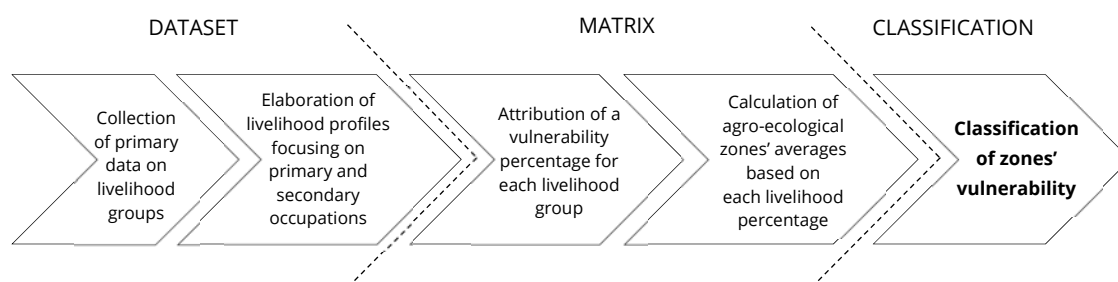 DATASET
MATRIX
CLASSIFICATION
Collection
of primary
data on
livelihood
groups
Elaboration of
livelihood profiles
focusing on
primary and
secondary
occupations
Attribution of a
vulnerability
percentage for
each livelihood
group
Calculation of
agro-ecological
zones’ averages
based on
each livelihood
percentage
Classification
of zones’
vulnerability